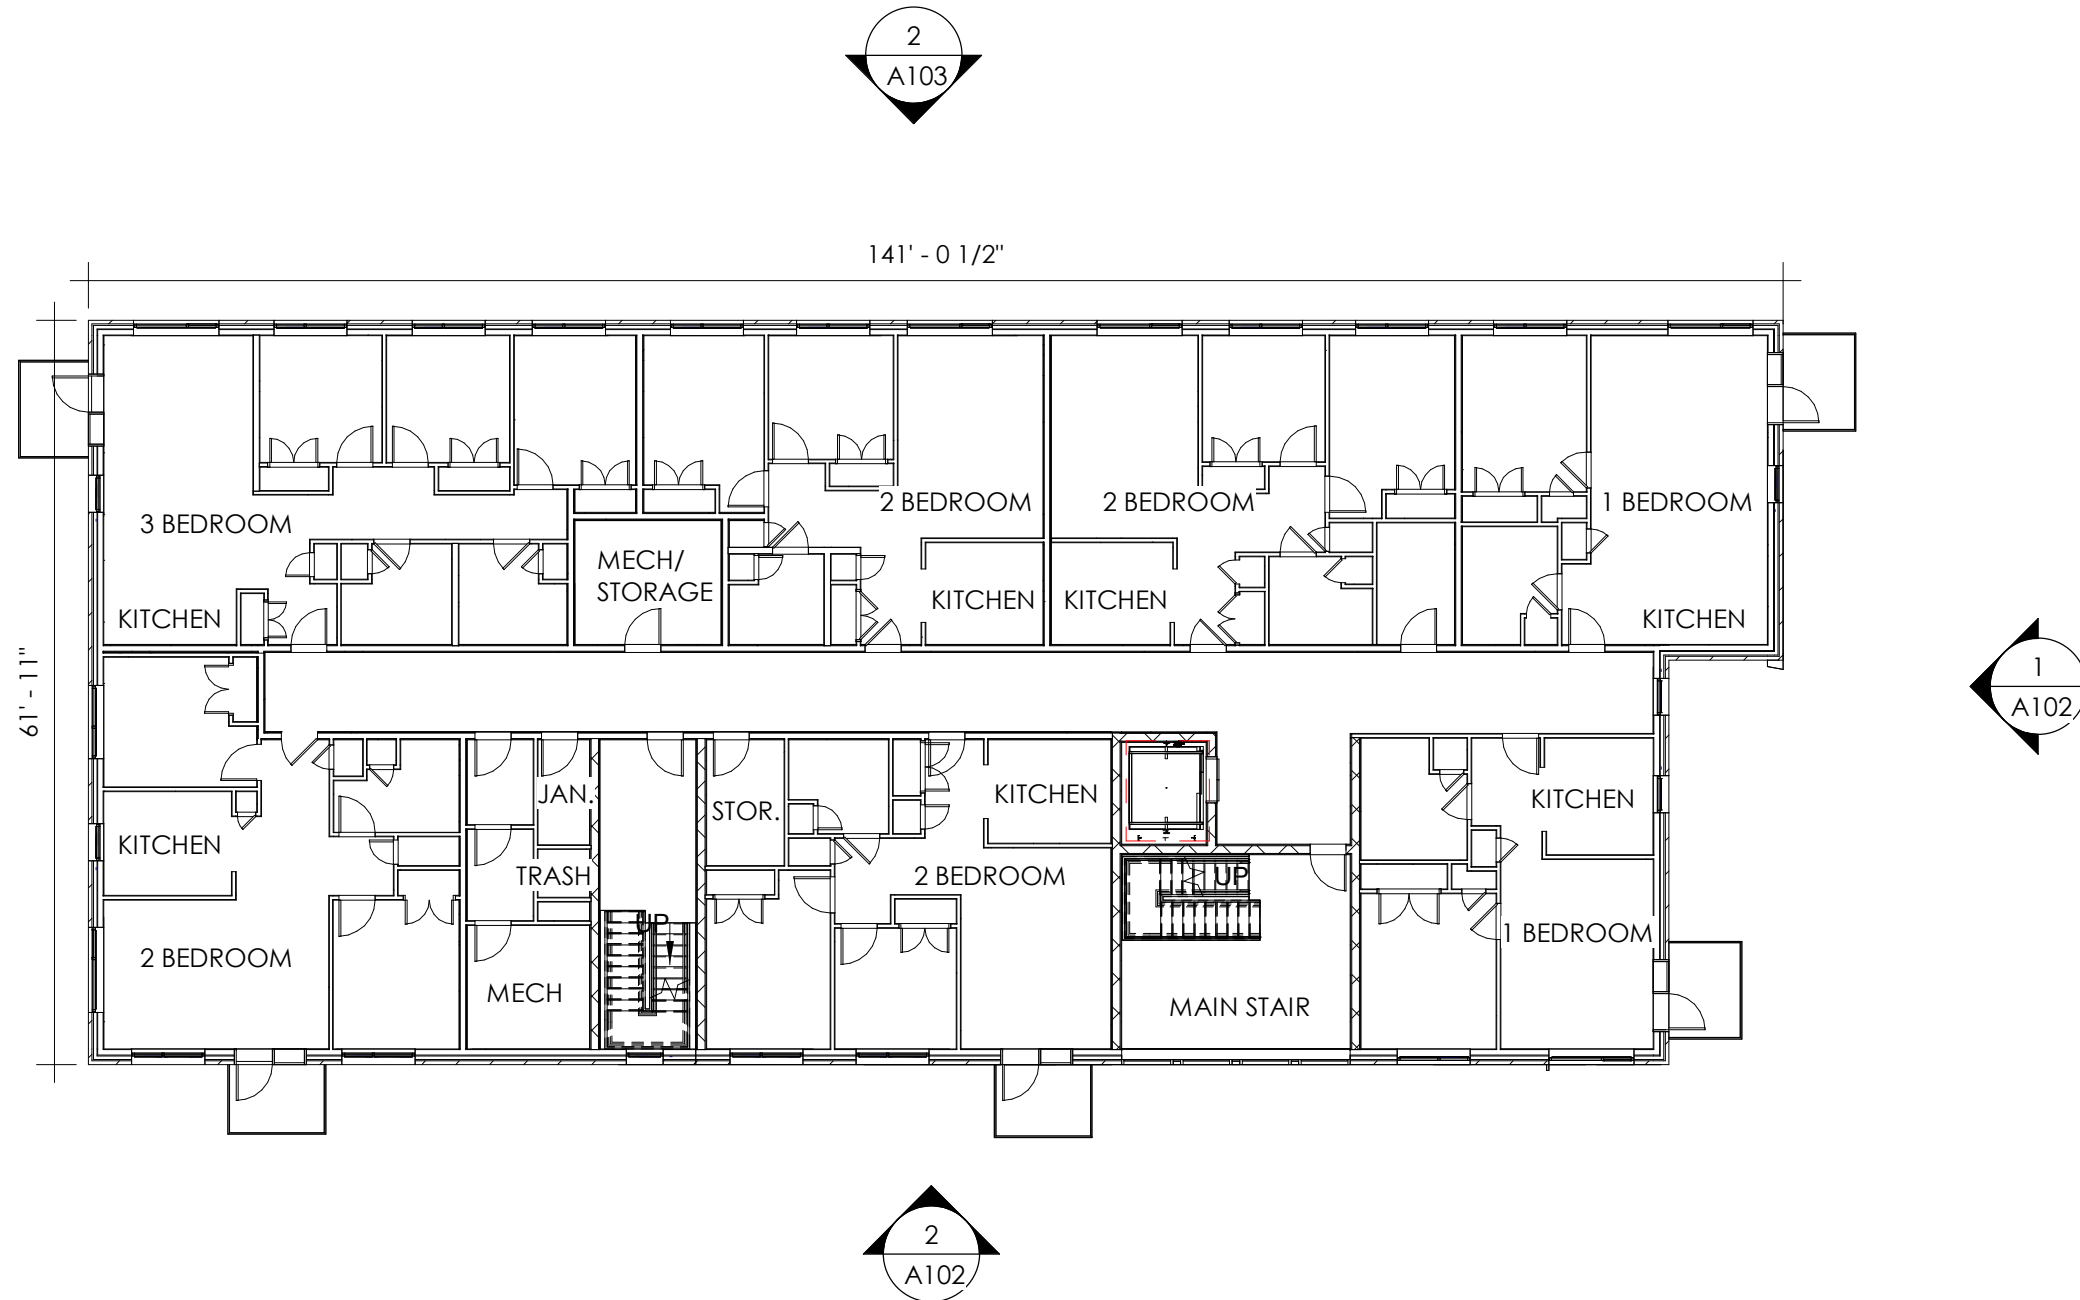 2
A103
141' - 0 1/2"
61' - 11"
3 BEDROOM
2 BEDROOM
2 BEDROOM
1 BEDROOM
MECH/
STORAGE
KITCHEN
KITCHEN
KITCHEN
KITCHEN
1
A102
KITCHEN
JAN.
STOR.
KITCHEN
KITCHEN
TRASH
2 BEDROOM
UP
UP
2 BEDROOM
1 BEDROOM
MECH
MAIN STAIR
2
A102